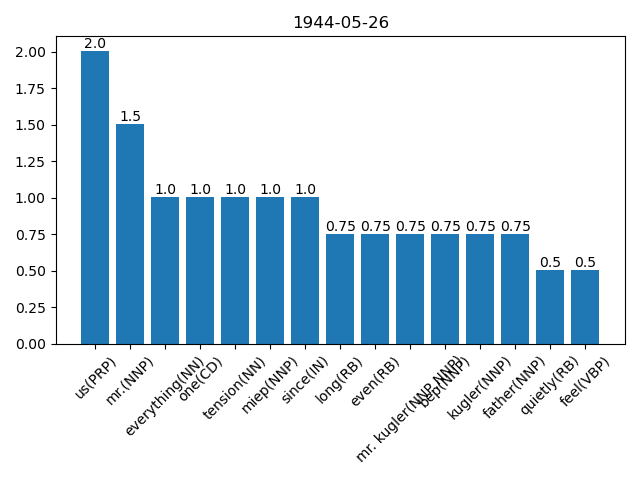 1944-05-26
2.00
1.75
1.50
1.25
1.00
0.75
0.50
0.25
0.00
2.0
1.5
1.0
1.0
1.0
1.0
1.0
0.75
0.75
0.75
0.75
0.75
0.75
0.5
0.5
us(PRP)
mr.(NNP)
everything(NN)
one(CD)
tension(NN)
miep(NNP)
since(IN)
long(RB)
even(RB)
mr. kugler(NNP NNP)
bep(NNP)
kugler(NNP)
father(NNP)
quietly(RB)
feel(VBP)